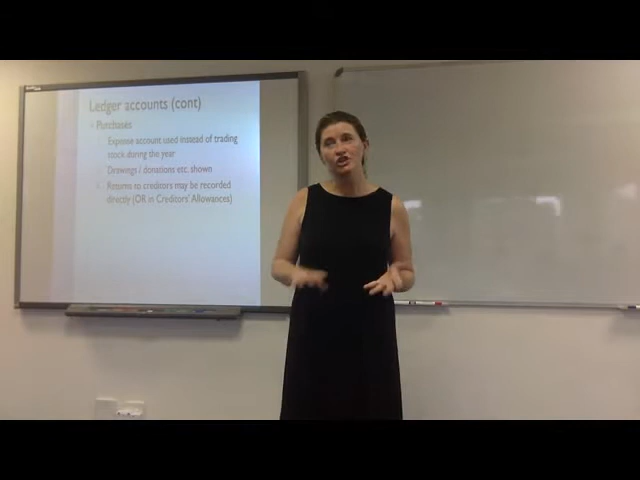 Ledger accounts (cont)
Purchases
Expense account used instead of trading
stock during the year
Drawings / donations etc. shown
Returns to creditors may be recorded
directly (OR in Creditors' Allowances)